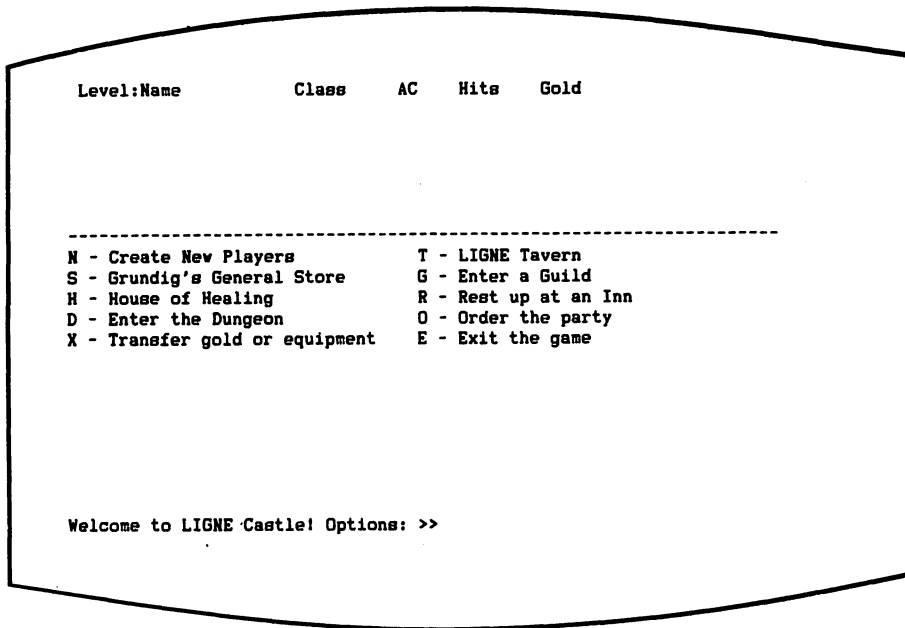 Level:Name Class AC Hits Gold
N - Create New Players T - LIGNE Tavern
S - Grundig's General Store G - Enter a Guild
H - House of Healing R - Rest up at an Inn
D - Enter the Dungeon O - Order the party
X - Transfer gold or equipment E - Exit the game
Welcome to LIGNE Castle! Options: >>